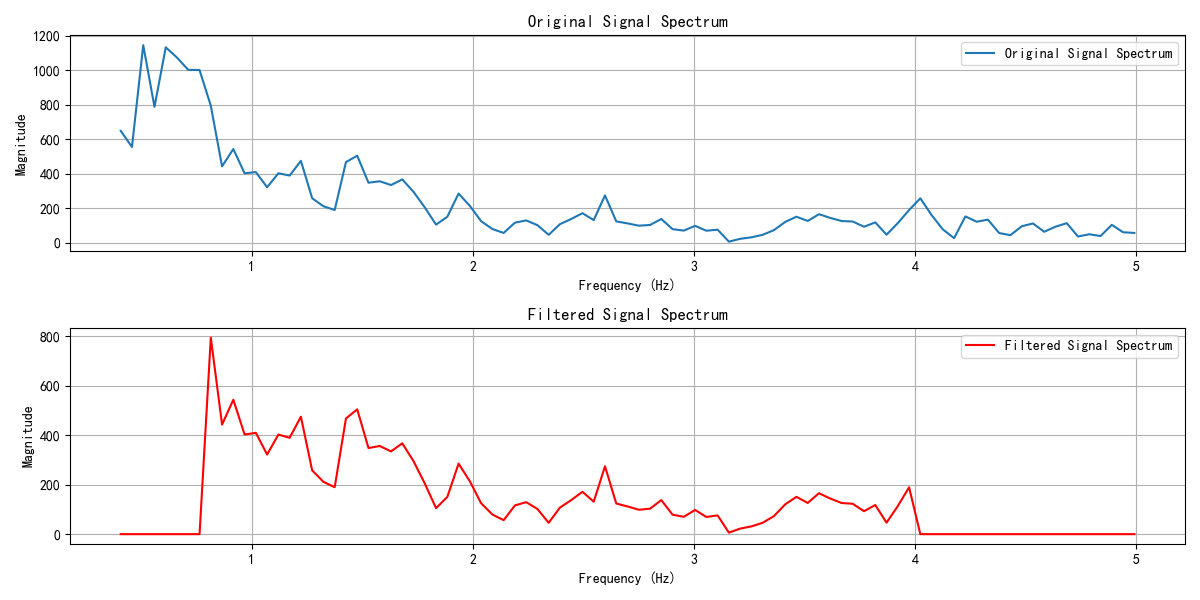 Original Signal Spectrum
Original Signal Spectrum
Magnitude
1200
1000
800
600
400
200
0
1 2 3 4 5
Frequency (Hz)
Filtered Signal Spectrum
Filtered Signal Spectrum
Magnitude
800
600
400
200
0
1 2 3 4 5
Frequency (Hz)